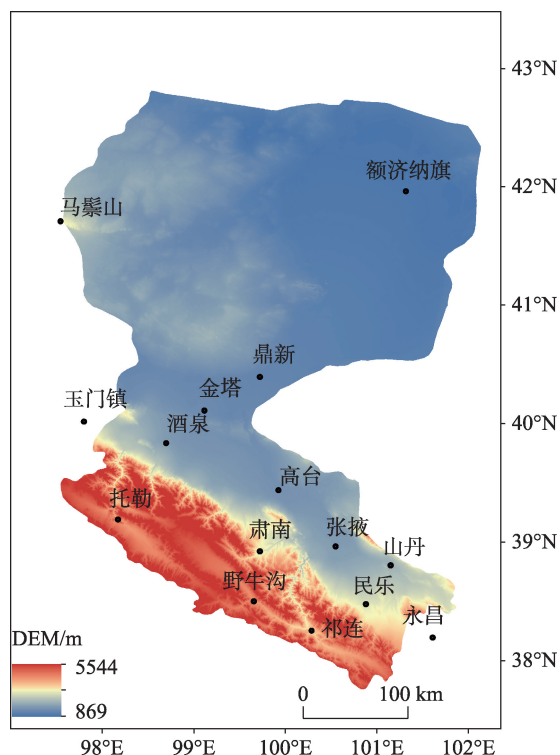 43°N
额济纳旗
42°N
马鬃山
41°N
鼎新
金塔
玉门镇
40°N
酒泉
高台
托勒
肃南
张掖
39°N
山丹
野牛沟
民乐
永昌
祁连
DEM/m
5544
38°N
0 100 km
869
98°E 99°E 100°E 101°E 102°E